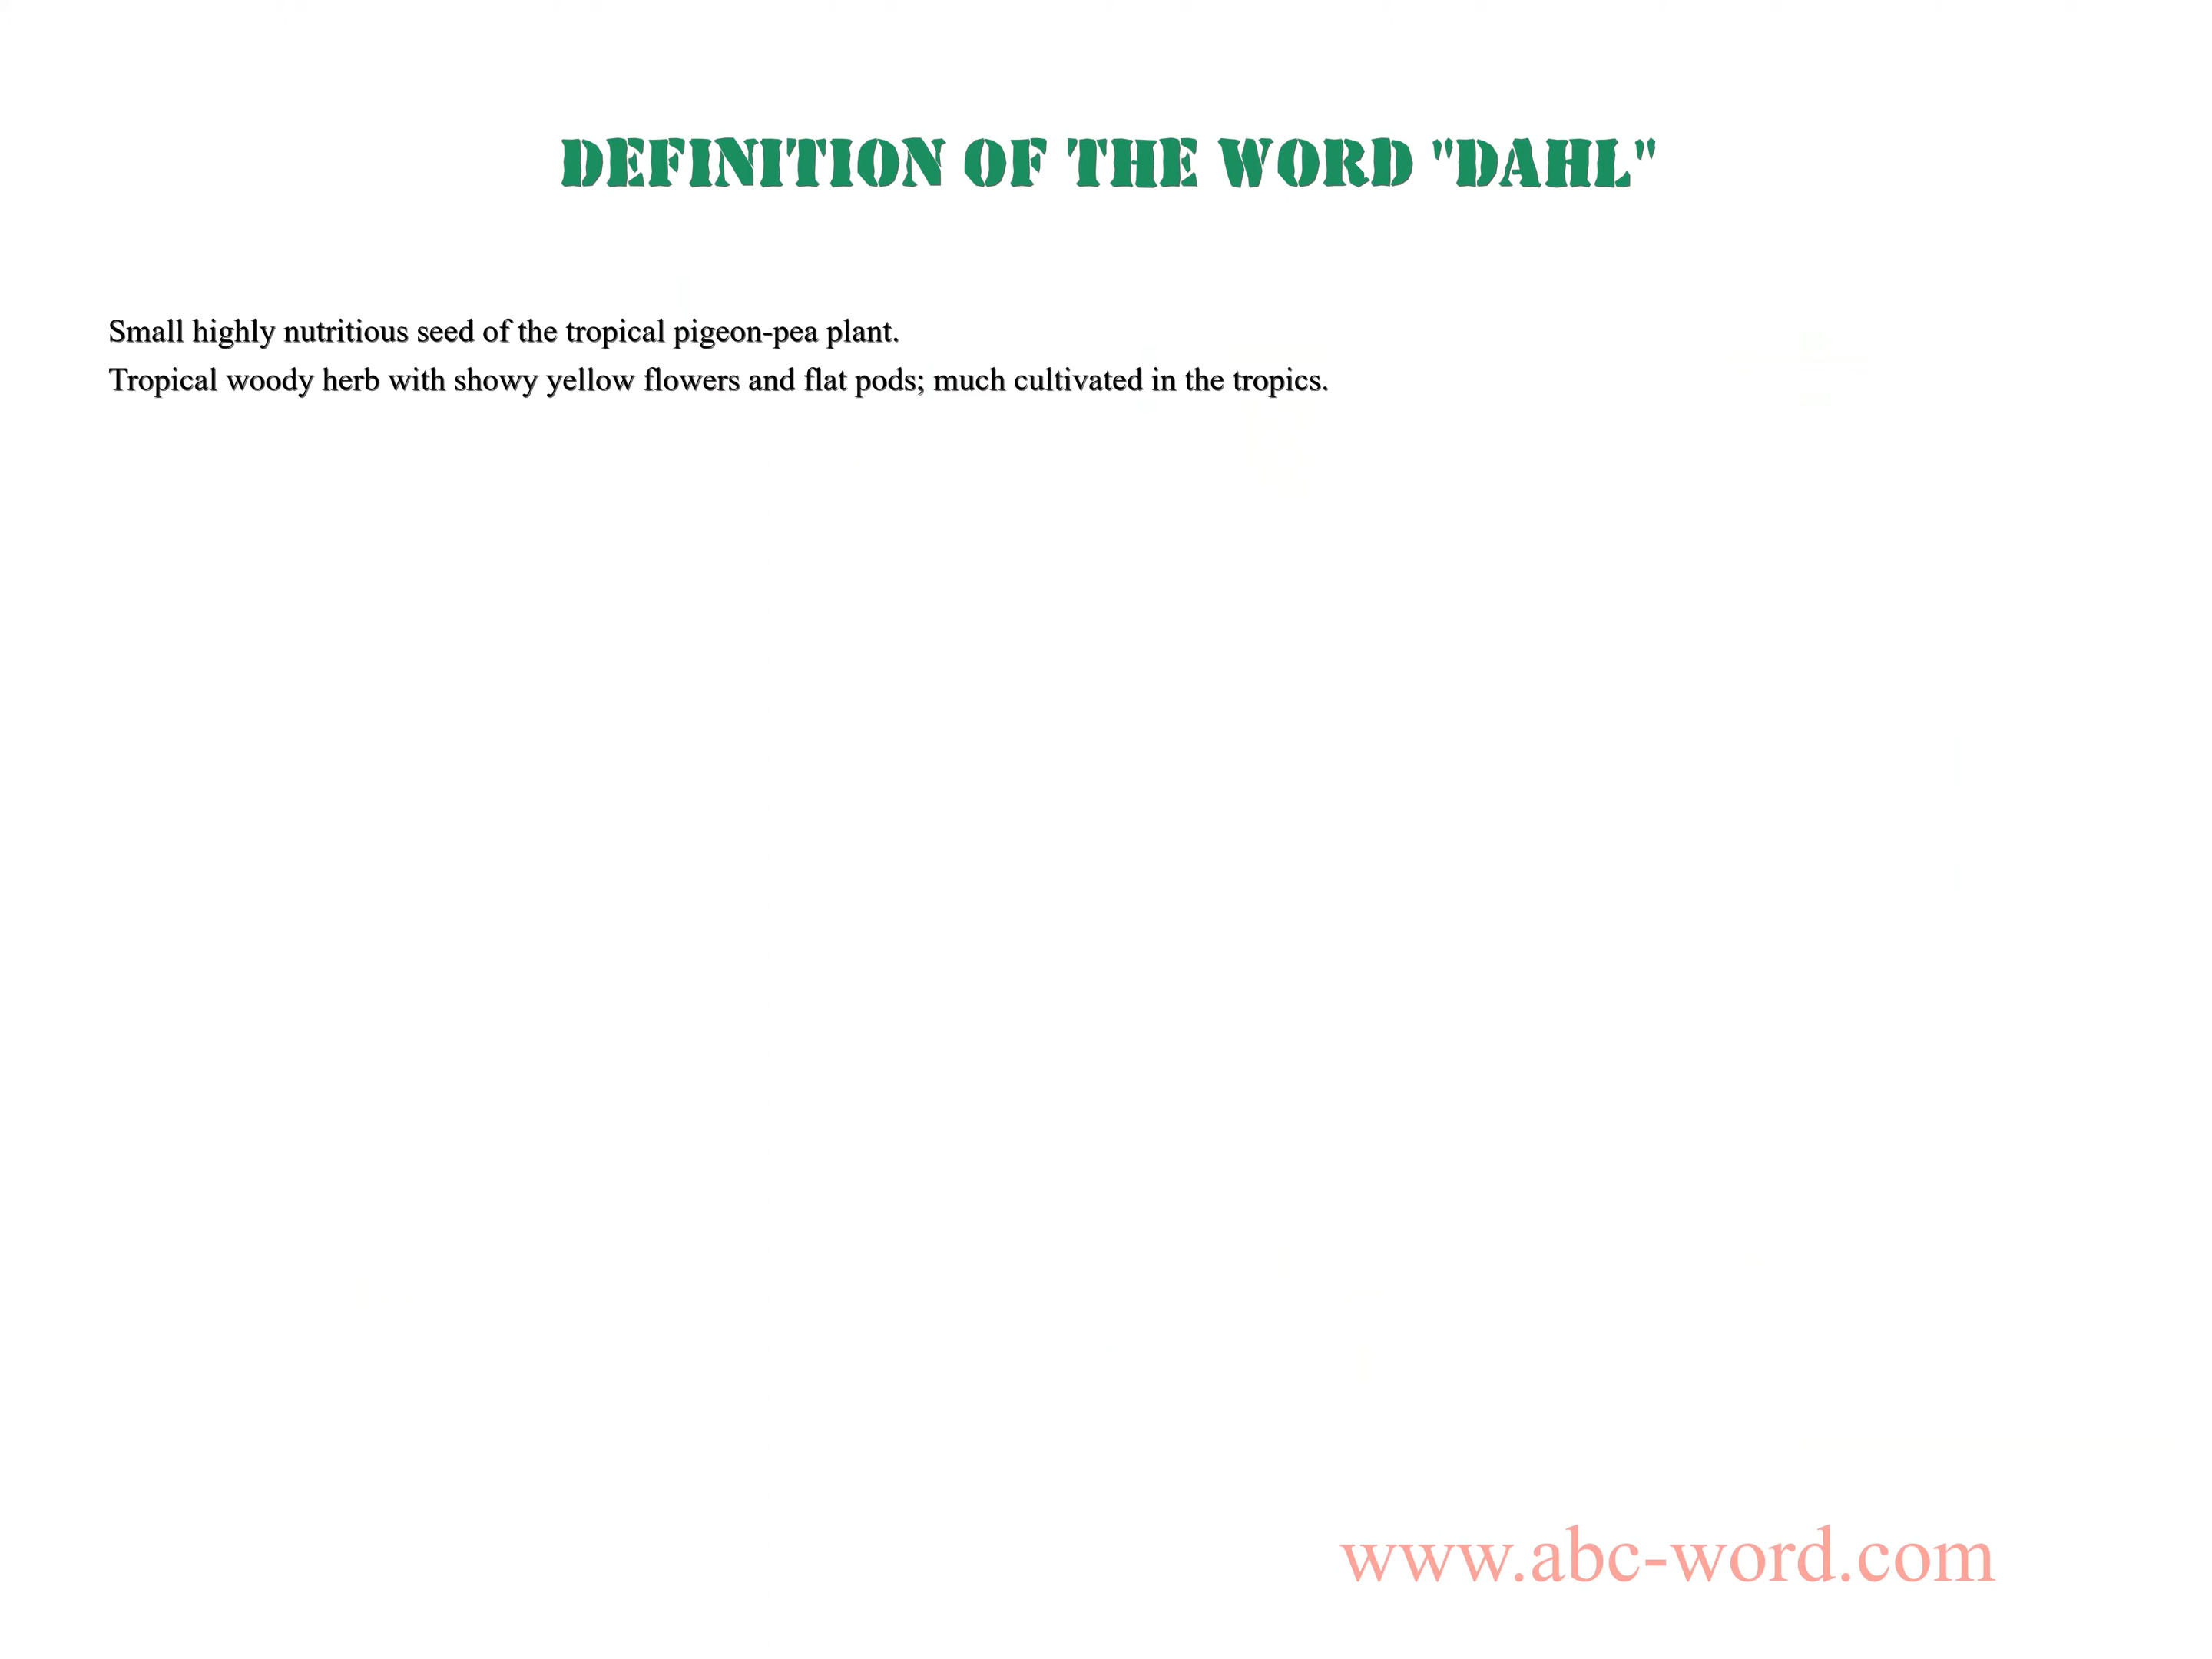 DEFINITION OF THE WORD "DAHL"
Small highly nutritious seed of the tropical pigeon-pea plant.
Tropical woody herb with showy yellow flowers and flat pods; much cultivated in the tropics.
www.abc-word.com